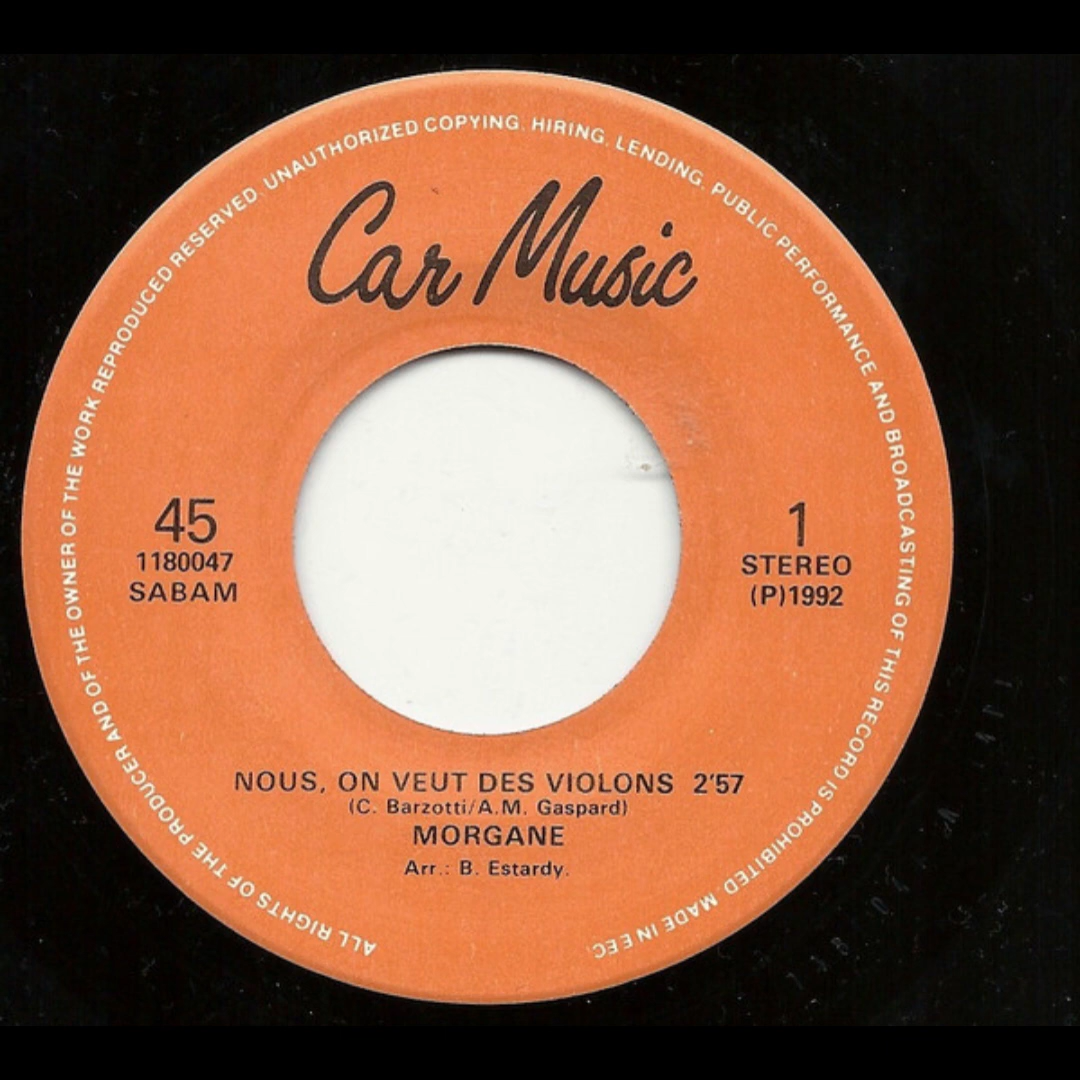 ALL RIGHTS OF THE PRODUCER AND OF THE OWNER OF THE WORK REPRODUCED RESERVED. UNAUTHORIZED COPYING, HIRING, LENDING, PUBLIC PERFORMANCE AND BROADCASTING OF THIS RECORD IS PROHIBITED. MADE IN EEC.
Car Music
45
1180047
SABAM
1
STEREO
(P)1992
NOUS, ON VEUT DES VIOLONS 2'57
(C. Barzotti/A.M. Gaspard)
MORGANE
Arr.: B. Estardy.